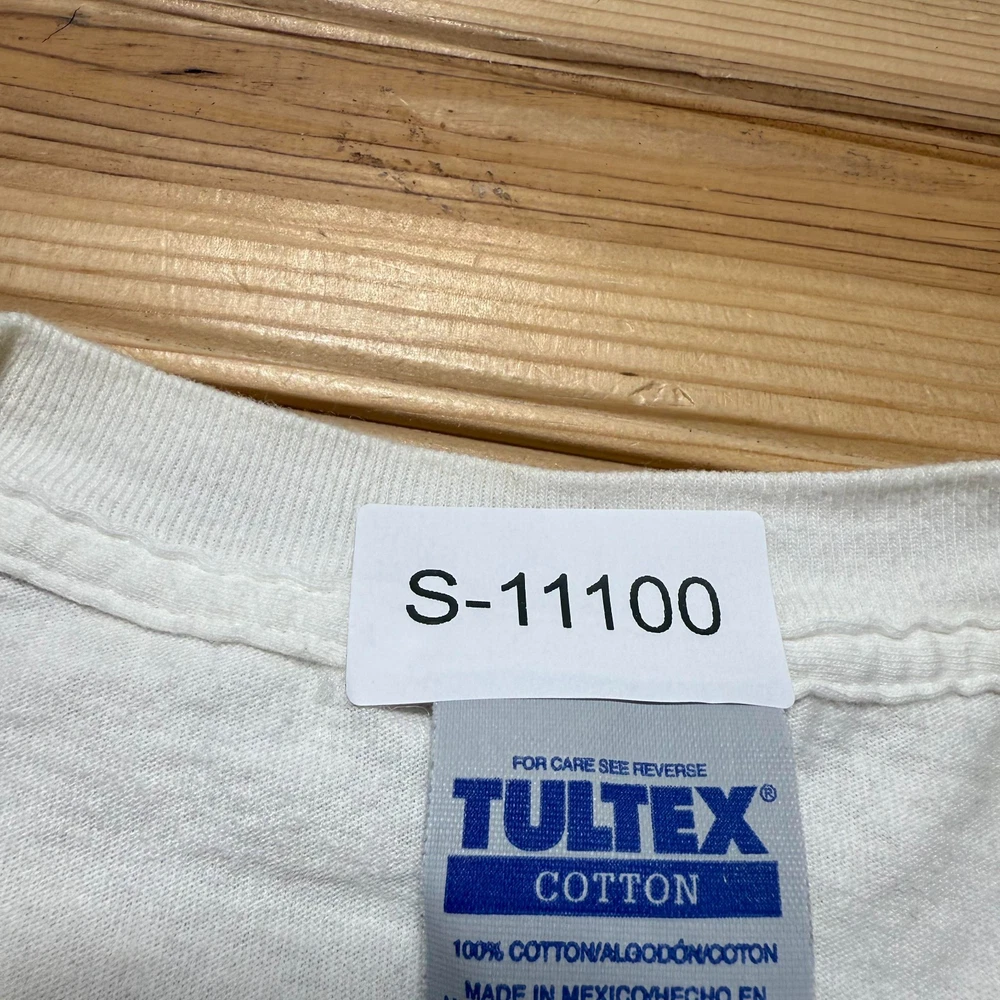 S-11100
FOR CARE SEE REVERSE
TULTEX®
COTTON
100% COTTON/ALGODÓN/COTON
MADE IN MEXICO/HECHO EN